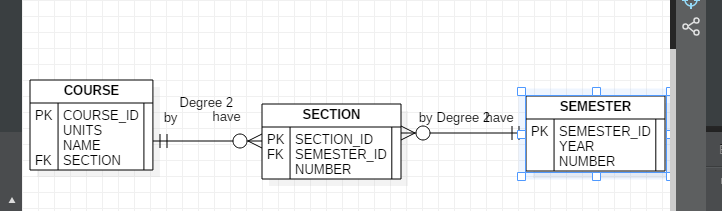 COURSE
PK COURSE_ID
UNITS
NAME
FK SECTION
Degree 2
by have
SECTION
PK SECTION_ID
FK SEMESTER_ID
NUMBER
by Degree 2 have
SEMESTER
PK SEMESTER_ID
YEAR
NUMBER